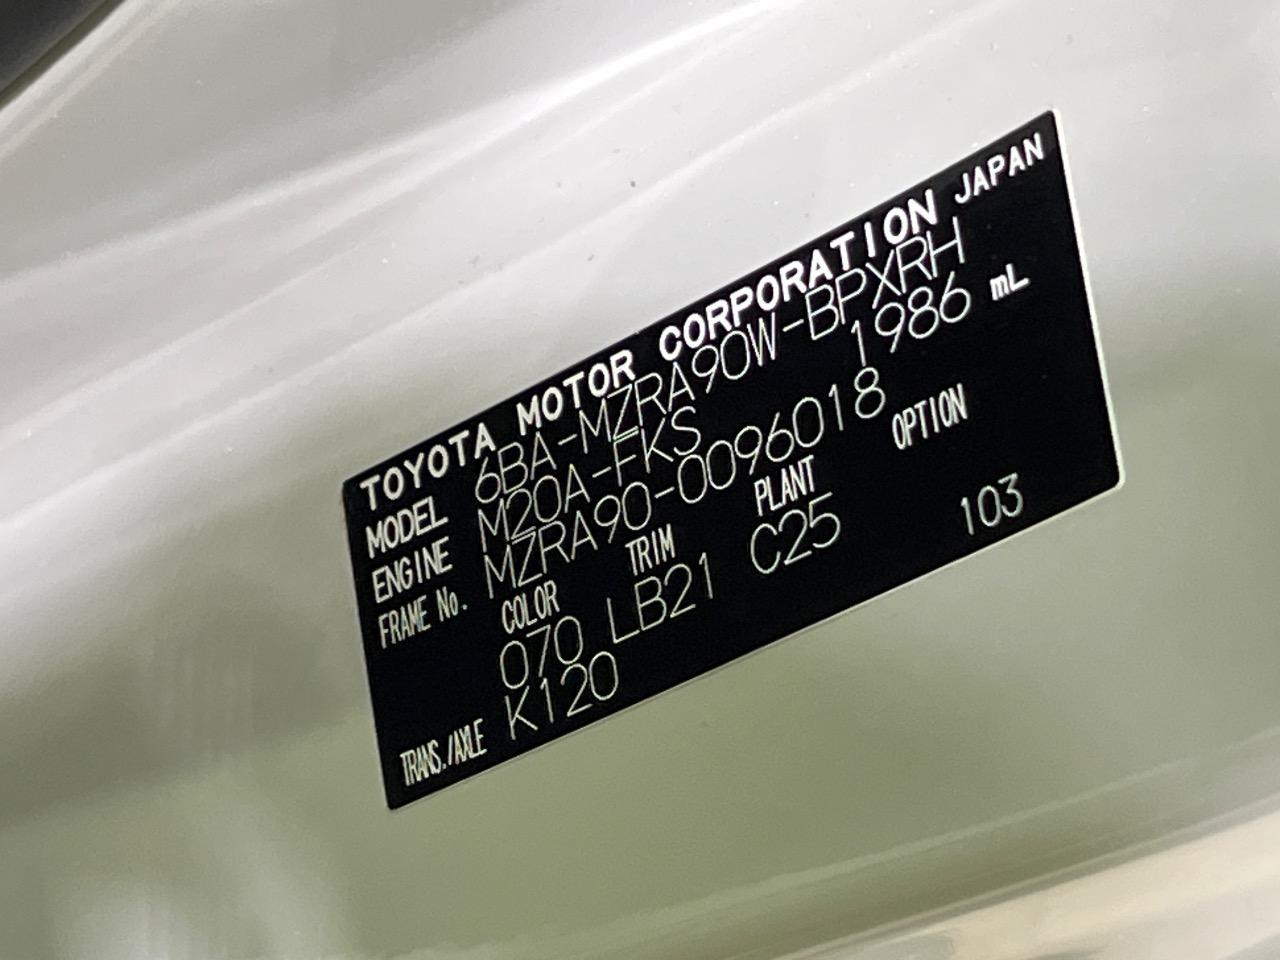 TOYOTA MOTOR CORPORATION JAPAN
MODEL 6BA-MZRA90W-BPXRH
ENGINE M20A-FKS 1986 mL
FRAME No. MZRA90-0096018
COLOR TRIM PLANT OPTION
070 LB21 C25 103
TRANS./AXLE K120